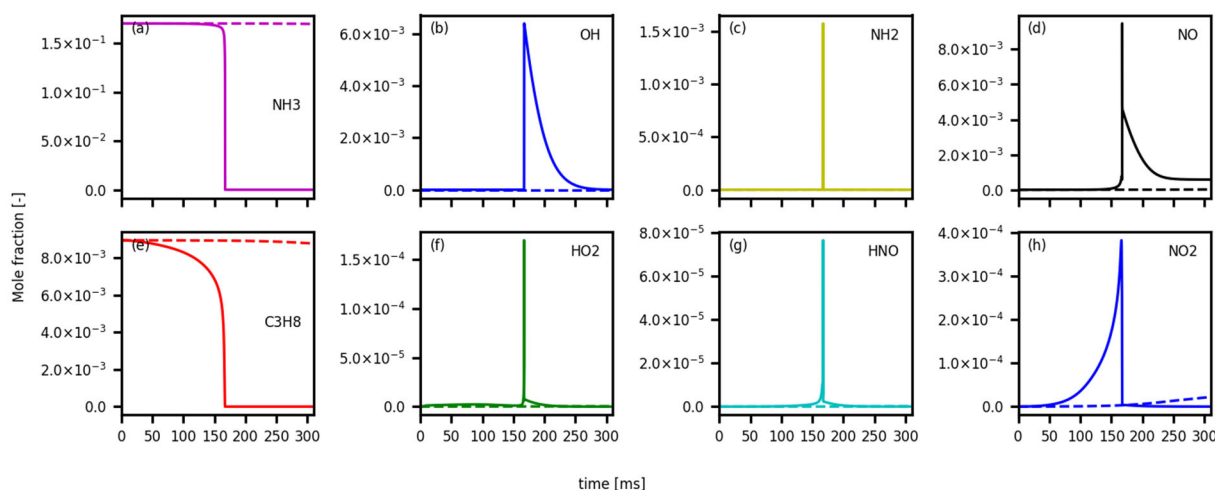 (a)
1.5×10⁻¹
1.0×10⁻¹
5.0×10⁻²
0.0
NH3
(b)
OH
6.0×10⁻³
4.0×10⁻³
2.0×10⁻³
0.0
(c)
NH2
1.5×10⁻³
1.0×10⁻³
5.0×10⁻⁴
0.0
(d)
NO
8.0×10⁻³
6.0×10⁻³
4.0×10⁻³
2.0×10⁻³
0.0
Mole fraction [-]
(e)
8.0×10⁻³
6.0×10⁻³
4.0×10⁻³
2.0×10⁻³
0.0
C3H8
0 50 100 150 200 250 300
(f)
HO2
1.5×10⁻⁴
1.0×10⁻⁴
5.0×10⁻⁵
0.0
0 50 100 150 200 250 300
(g)
HNO
8.0×10⁻⁵
6.0×10⁻⁵
4.0×10⁻⁵
2.0×10⁻⁵
0.0
0 50 100 150 200 250 300
(h)
NO2
4.0×10⁻⁴
3.0×10⁻⁴
2.0×10⁻⁴
1.0×10⁻⁴
0.0
0 50 100 150 200 250 300
time [ms]